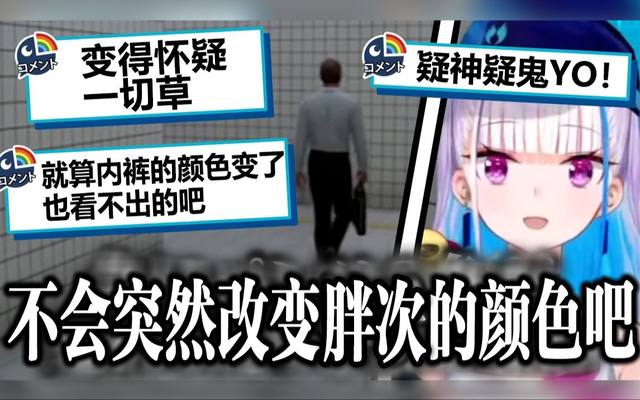 コメント
变得怀疑
一切草
コメント
疑神疑鬼YO！
コメント
就算内裤的颜色变了
也看不出的吧
不会突然改变胖次的颜色吧